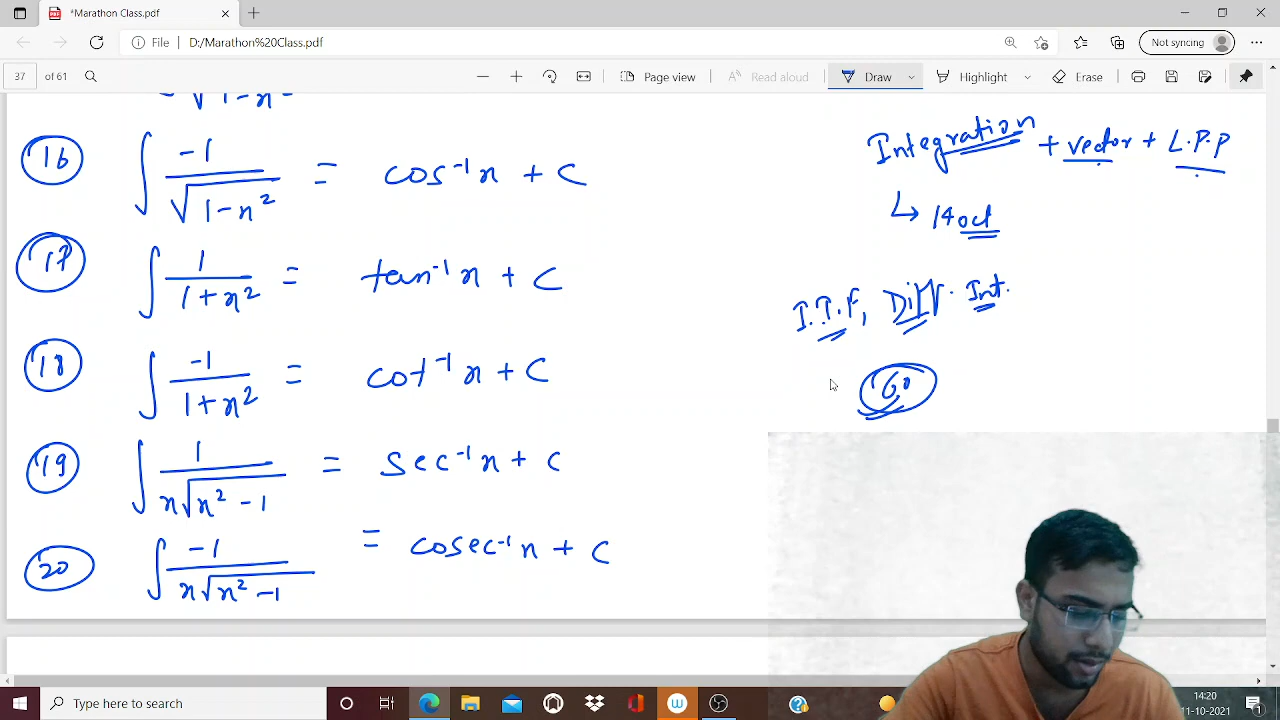 *Marathon Class.pdf
File D:/Marathon%20Class.pdf Not syncing
37 of 61 Page view Read aloud Draw Highlight Erase
√1-x
16 ∫ -1/√1-x² = cos⁻¹x + c
17 ∫ 1/1+x² = tan⁻¹x + C
18 ∫ -1/1+x² = cot⁻¹x + C
19 ∫ 1/x√x²-1 = sec⁻¹x + c
20 ∫ -1/x√x²-1 = cosec⁻¹x + c
Integration + vector + L.P.P
↳ 14 oct
I.T.F, Diff. Int.
60
Type here to search
14:20
11-10-2021